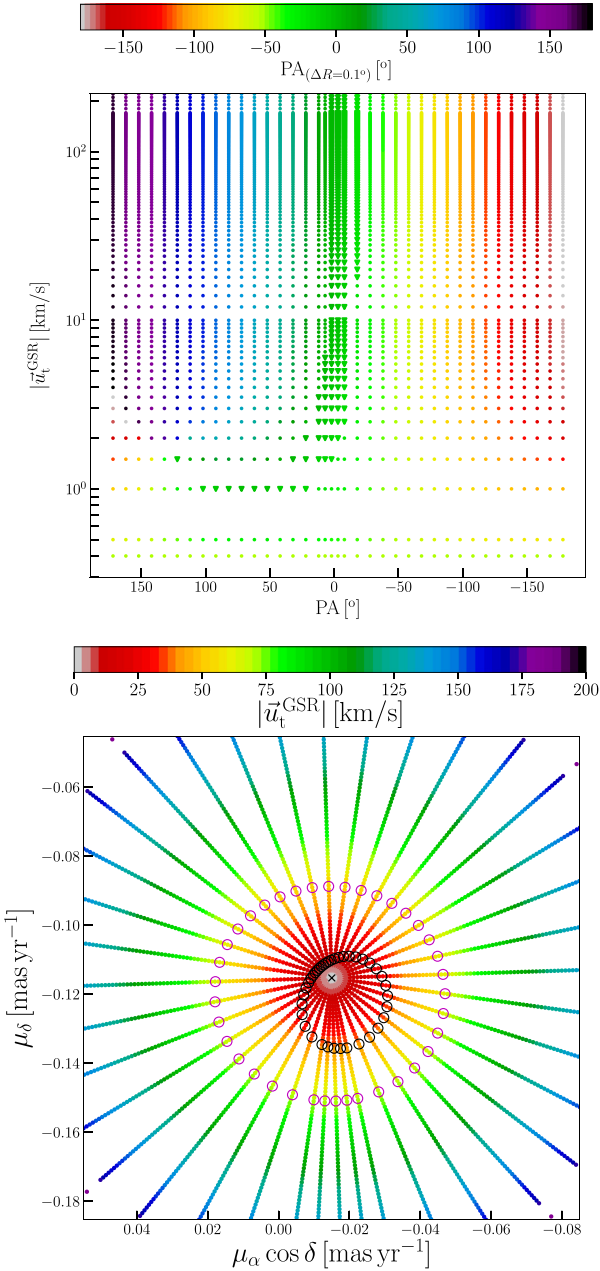 −150 −100 −50 0 50 100 150
PA(ΔR=0.1º) [º]
10²
10¹
10⁰
|u⃗ₜᴳˢᴿ| [km/s]
150 100 50 0 −50 −100 −150
PA [º]
0 25 50 75 100 125 150 175 200
|u⃗ₜᴳˢᴿ| [km/s]
−0.06
−0.08
−0.10
−0.12
−0.14
−0.16
−0.18
μδ [mas yr⁻¹]
0.04 0.02 0.00 −0.02 −0.04 −0.06 −0.08
μα cos δ [mas yr⁻¹]